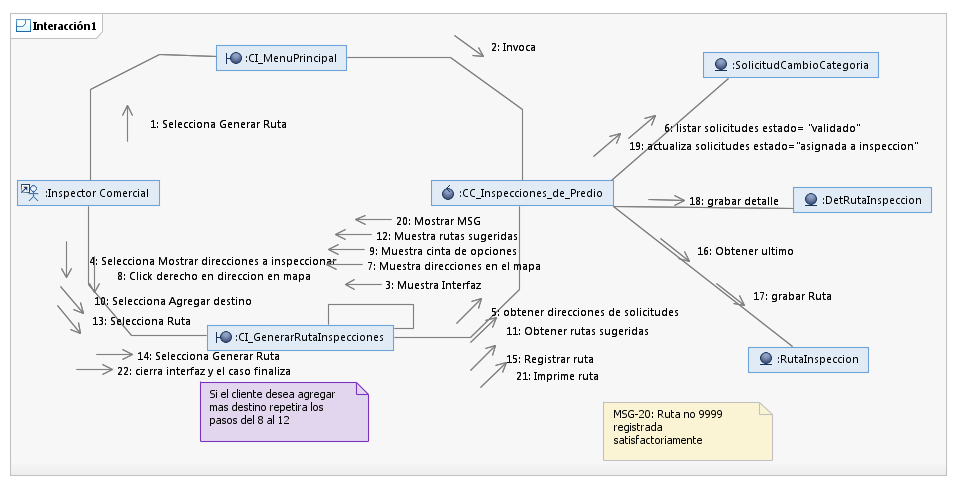 Interacción1
:CI_MenuPrincipal
2: Invoca
:SolicitudCambioCategoria
1: Selecciona Generar Ruta
6: listar solicitudes estado= "validado"
19: actualiza solicitudes estado="asignada a inspeccion"
:Inspector Comercial
:CC_Inspecciones_de_Predio
18: grabar detalle
:DetRutaInspeccion
20: Mostrar MSG
12: Muestra rutas sugeridas
9: Muestra cinta de opciones
7: Muestra direcciones en el mapa
3: Muestra Interfaz
16: Obtener ultimo
4: Selecciona Mostrar direcciones a inspeccionar
8: Click derecho en direccion en mapa
10: Selecciona Agregar destino
13: Selecciona Ruta
17: grabar Ruta
5: obtener direcciones de solicitudes
11: Obtener rutas sugeridas
:CI_GenerarRutaInspecciones
14: Selecciona Generar Ruta
22: cierra interfaz y el caso finaliza
15: Registrar ruta
21: Imprime ruta
:RutaInspeccion
Si el cliente desea agregar
mas destino repetira los
pasos del 8 al 12
MSG-20: Ruta no 9999
registrada
satisfactoriamente